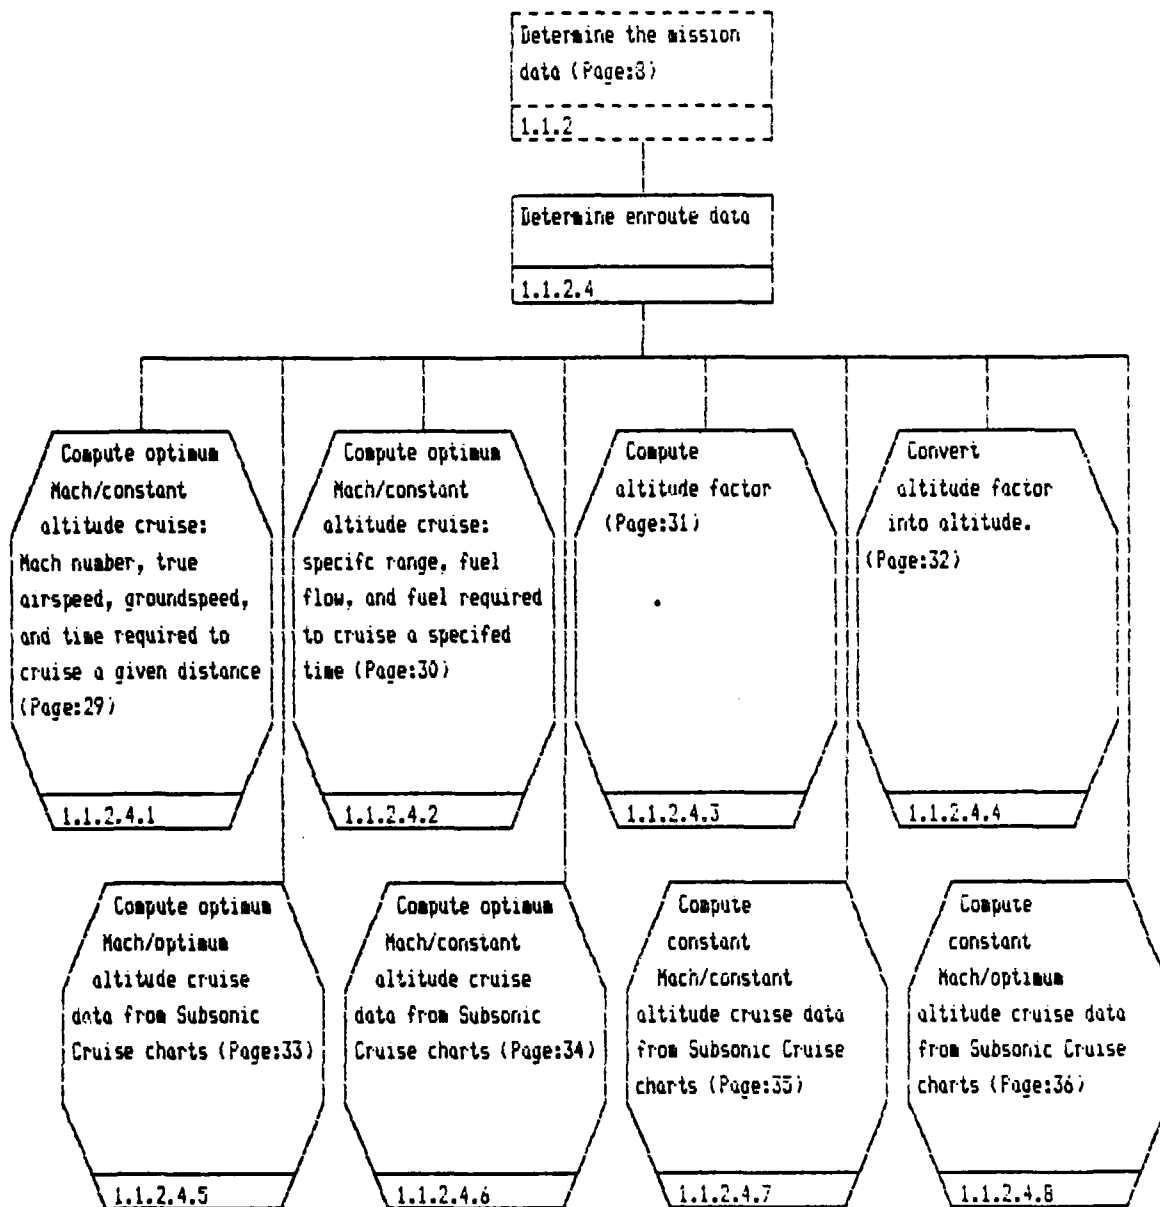 Determine the mission
data (Page:8)
1.1.2
Determine enroute data
1.1.2.4
Compute optimum
Mach/constant
altitude cruise:
Mach number, true
airspeed, groundspeed,
and time required to
cruise a given distance
(Page:29)
1.1.2.4.1
Compute optimum
Mach/constant
altitude cruise:
specifc range, fuel
flow, and fuel required
to cruise a specifed
time (Page:30)
1.1.2.4.2
Compute
altitude factor
(Page:31)
1.1.2.4.3
Convert
altitude factor
into altitude.
(Page:32)
1.1.2.4.4
Compute optimum
Mach/optimum
altitude cruise
data from Subsonic
Cruise charts (Page:33)
1.1.2.4.5
Compute optimum
Mach/constant
altitude cruise
data from Subsonic
Cruise charts (Page:34)
1.1.2.4.6
Compute
constant
Mach/constant
altitude cruise data
from Subsonic Cruise
charts (Page:35)
1.1.2.4.7
Compute
constant
Mach/optimum
altitude cruise data
from Subsonic Cruise
charts (Page:36)
1.1.2.4.8